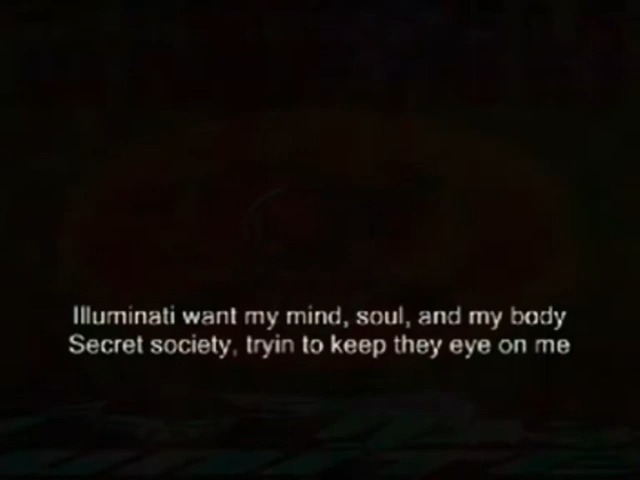 Illuminati want my mind, soul, and my body
Secret society, tryin to keep they eye on me